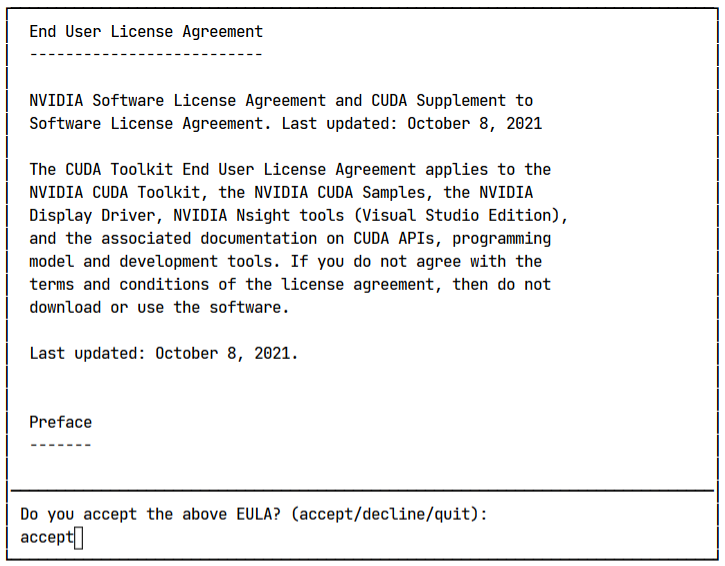 End User License Agreement
--------------------------
NVIDIA Software License Agreement and CUDA Supplement to
Software License Agreement. Last updated: October 8, 2021
The CUDA Toolkit End User License Agreement applies to the
NVIDIA CUDA Toolkit, the NVIDIA CUDA Samples, the NVIDIA
Display Driver, NVIDIA Nsight tools (Visual Studio Edition),
and the associated documentation on CUDA APIs, programming
model and development tools. If you do not agree with the
terms and conditions of the license agreement, then do not
download or use the software.
Last updated: October 8, 2021.
Preface
-------
Do you accept the above EULA? (accept/decline/quit):
accept